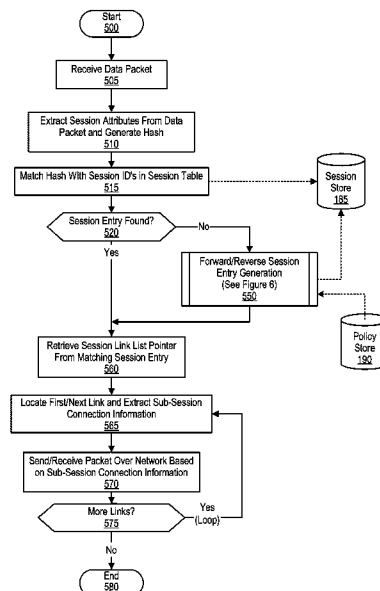 Start
500
Receive Data Packet
505
Extract Session Attributes From Data
Packet and Generate Hash
510
Match Hash With Session ID's in Session Table
515
Session
Store
185
Session Entry Found?
520
No
Yes
Forward/Reverse Session
Entry Generation
(See Figure 6)
550
Policy
Store
190
Retrieve Session Link List Pointer
From Matching Session Entry
560
Locate First/Next Link and Extract Sub-Session
Connection Information
565
Send/Receive Packet Over Network Based
on Sub-Session Connection Information
570
More Links?
575
Yes
(Loop)
No
End
580